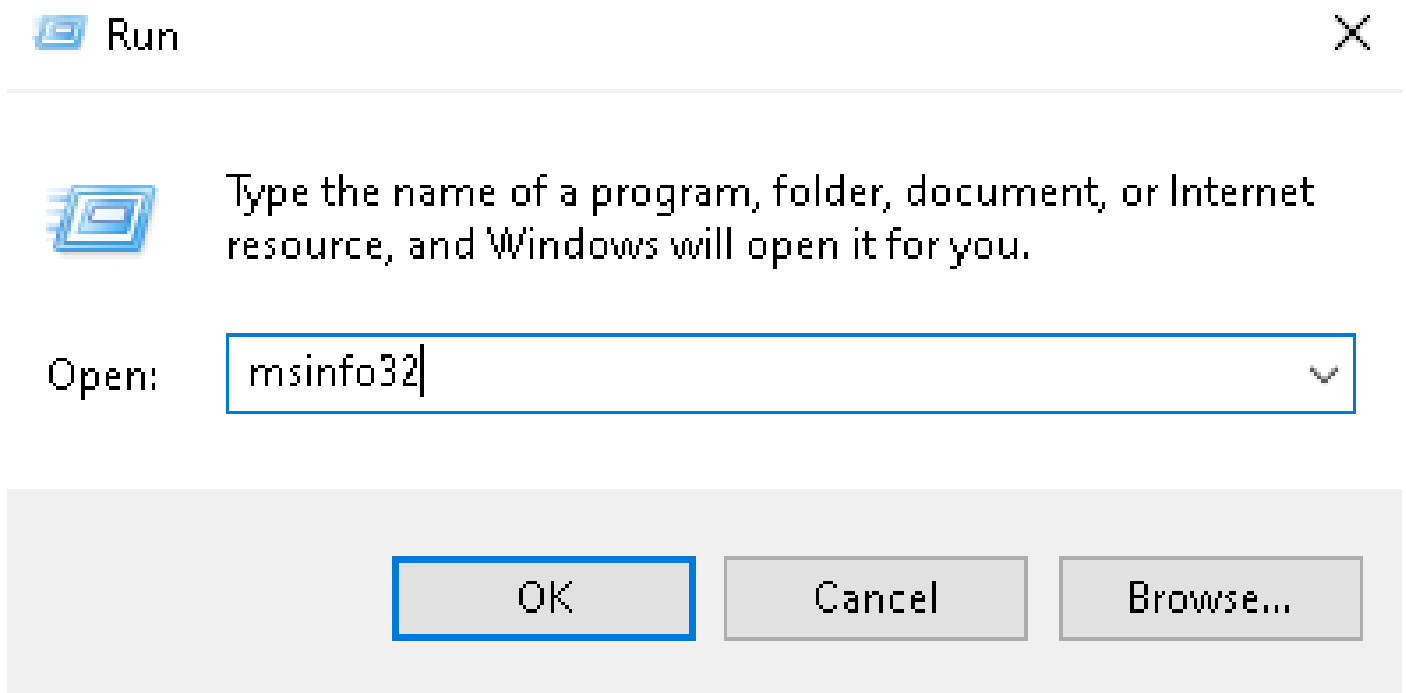 Run
Type the name of a program, folder, document, or Internet
resource, and Windows will open it for you.
Open:
msinfo32
OK
Cancel
Browse...